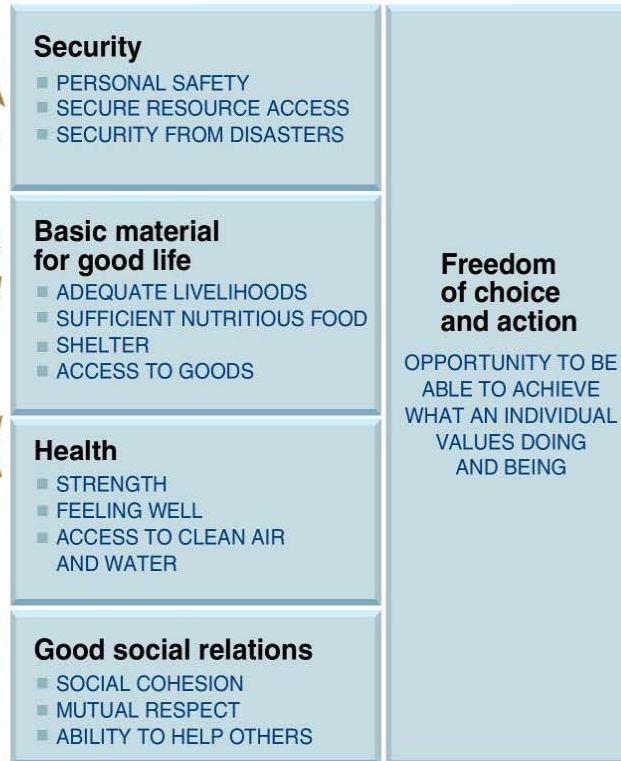 Security
PERSONAL SAFETY
SECURE RESOURCE ACCESS
SECURITY FROM DISASTERS
Basic material
for good life
ADEQUATE LIVELIHOODS
SUFFICIENT NUTRITIOUS FOOD
SHELTER
ACCESS TO GOODS
Health
STRENGTH
FEELING WELL
ACCESS TO CLEAN AIR
AND WATER
Good social relations
SOCIAL COHESION
MUTUAL RESPECT
ABILITY TO HELP OTHERS
Freedom
of choice
and action
OPPORTUNITY TO BE
ABLE TO ACHIEVE
WHAT AN INDIVIDUAL
VALUES DOING
AND BEING